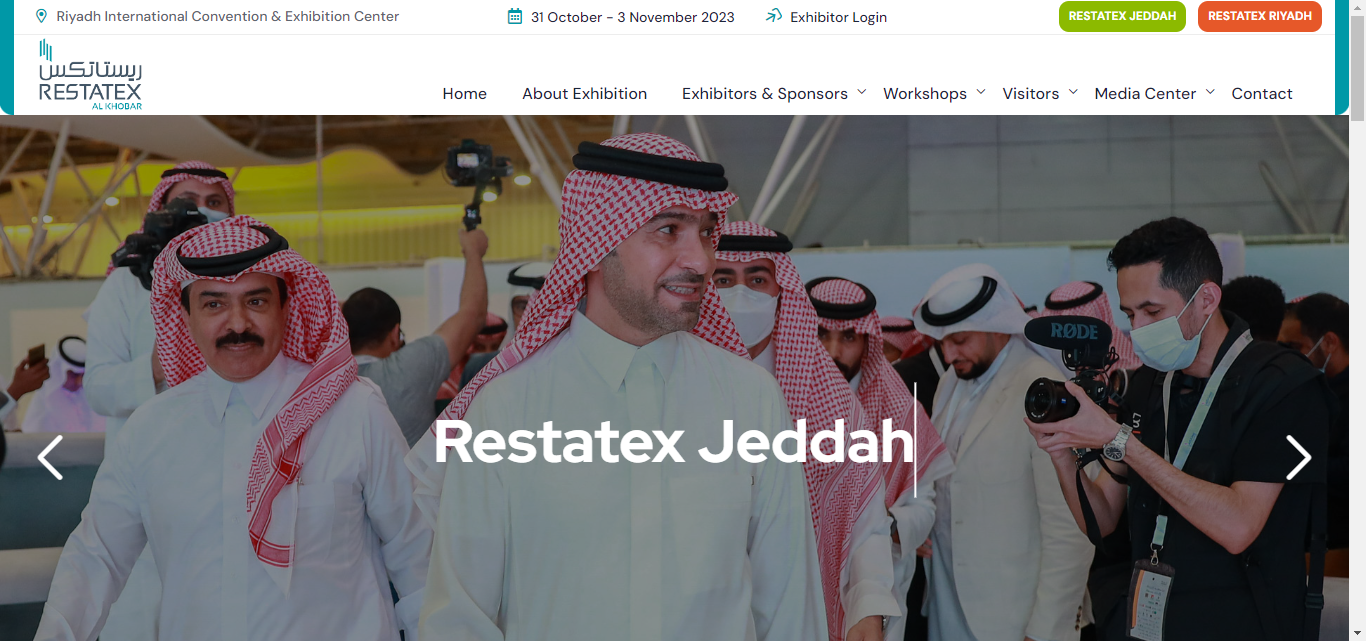 Riyadh International Convention & Exhibition Center
31 October - 3 November 2023
Exhibitor Login
RESTATEX JEDDAH
RESTATEX RIYADH
ريستاتكس
RESTATEX
AL KHOBAR
Home
About Exhibition
Exhibitors & Sponsors
Workshops
Visitors
Media Center
Contact
RØDE
Restatex Jeddah